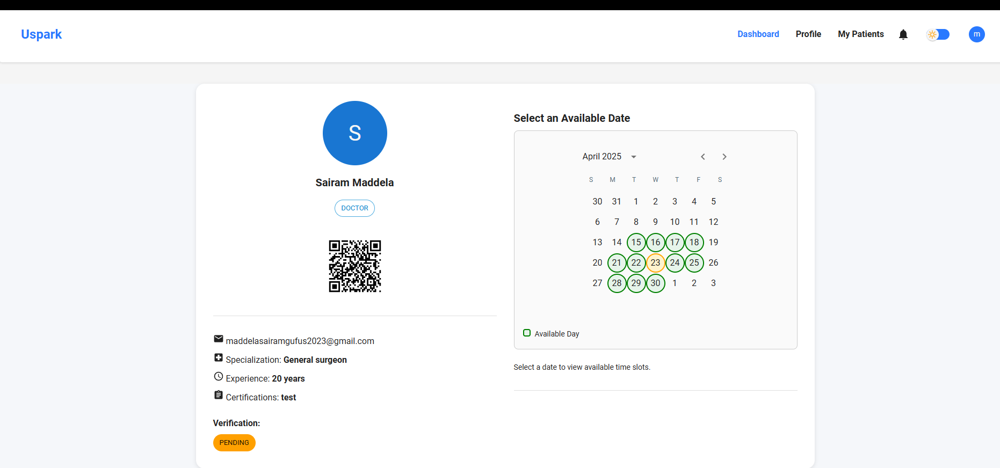 Uspark
Dashboard Profile My Patients m
S
Sairam Maddela
DOCTOR
maddelasairamgufus2023@gmail.com
Specialization: General surgeon
Experience: 20 years
Certifications: test
Verification:
PENDING
Select an Available Date
April 2025
S M T W T F S
30 31 1 2 3 4 5
6 7 8 9 10 11 12
13 14 15 16 17 18 19
20 21 22 23 24 25 26
27 28 29 30 1 2 3
Available Day
Select a date to view available time slots.